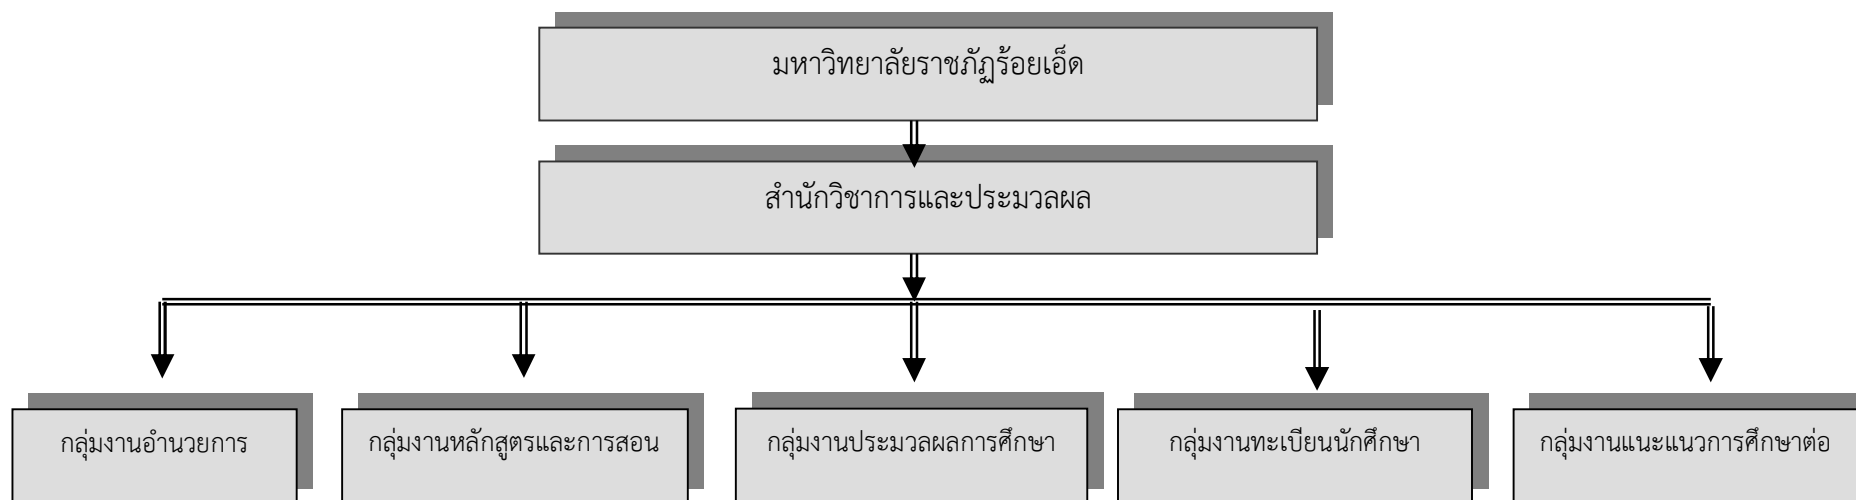 มหาวิทยาลัยราชภัฏร้อยเอ็ด
สำนักวิชาการและประมวลผล
กลุ่มงานอำนวยการ
กลุ่มงานหลักสูตรและการสอน
กลุ่มงานประมวลผลการศึกษา
กลุ่มงานทะเบียนนักศึกษา
กลุ่มงานแนะแนวการศึกษาต่อ